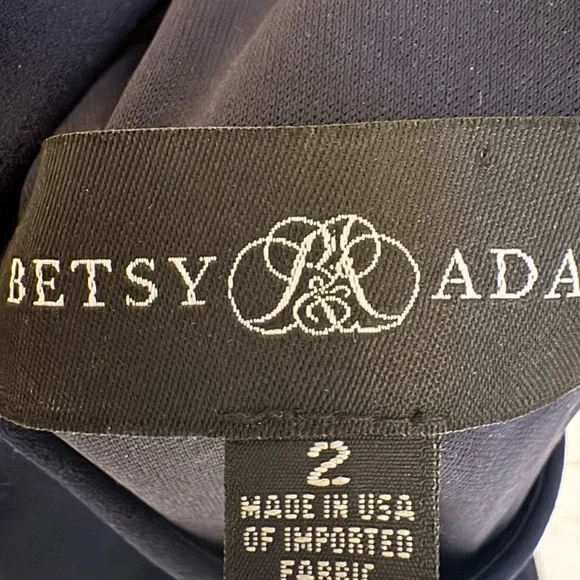 BETSY ADA
2
MADE IN USA
OF IMPORTED
FABRIC